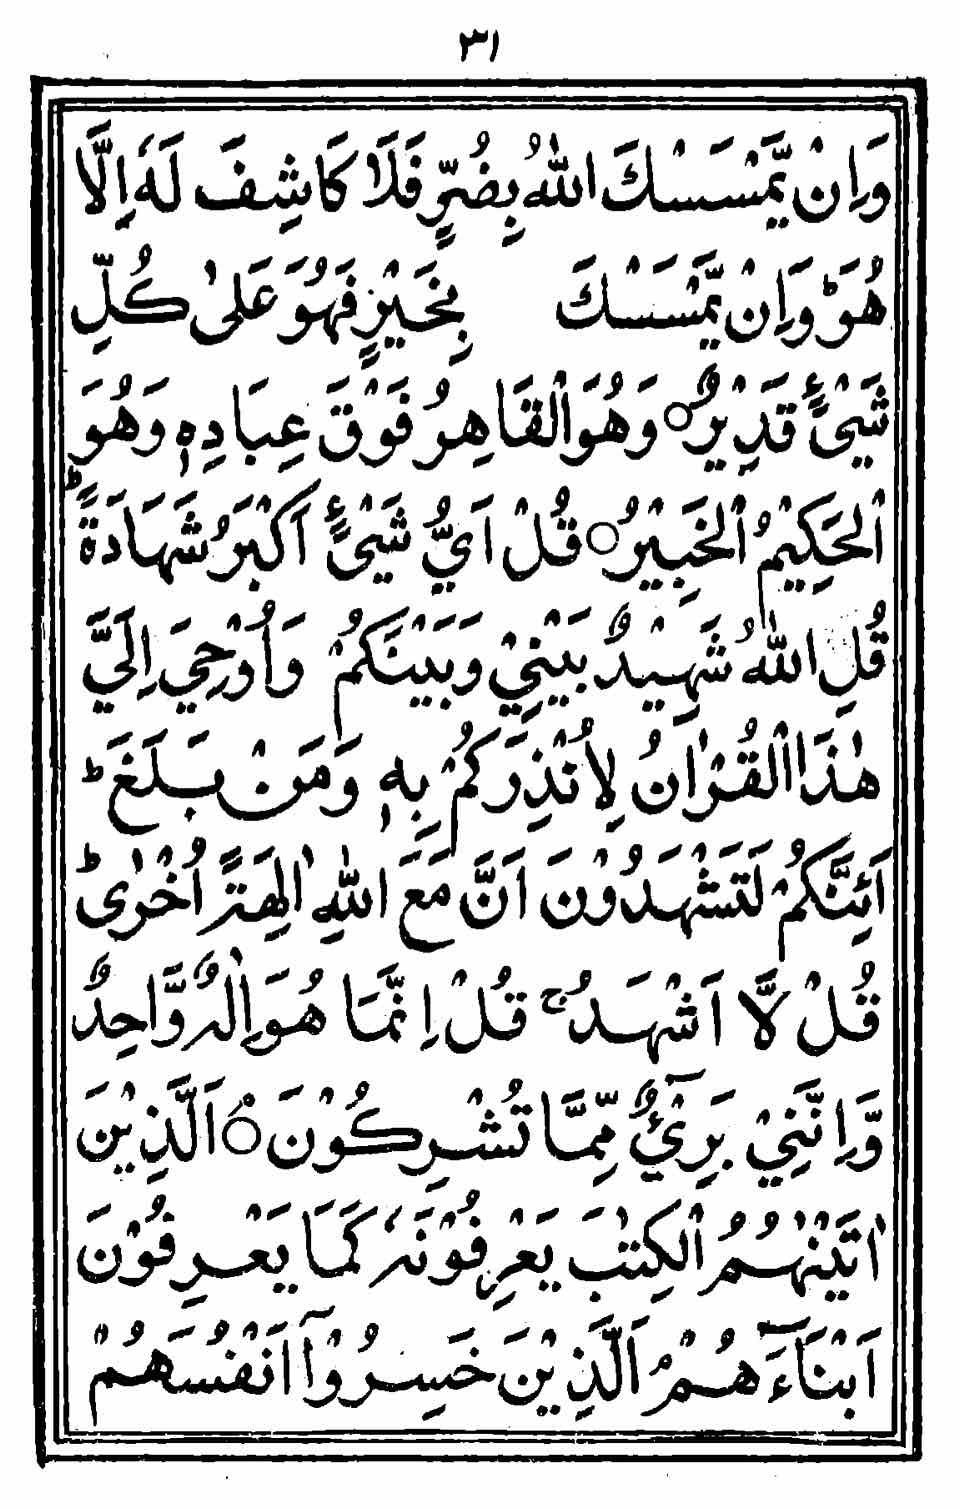 ٣١
وَاِنْ يَّمْسَسْكَ اللّٰهُ بِضُرٍّ فَلَا كَاشِفَ لَهٗ اِلَّا
هُوَ ؕ وَاِنْ يَّمْسَسْكَ بِخَيْرٍ فَهُوَ عَلٰى كُلِّ
شَىْءٍ قَدِيْرٌ ○ وَهُوَ الْقَاهِرُ فَوْقَ عِبَادِهٖ وَهُوَ
الْحَكِيْمُ الْخَبِيْرُ ○ قُلْ اَيُّ شَىْءٍ اَكْبَرُ شَهَادَةً ؕ
قُلِ اللّٰهُ شَهِيْدٌ بَيْنِيْ وَبَيْنَكُمْ وَاُوْحِيَ اِلَيَّ
هٰذَا الْقُرْاٰنُ لِاُنْذِرَكُمْ بِهٖ وَمَنْ بَلَغَ ؕ
اَئِنَّكُمْ لَتَشْهَدُوْنَ اَنَّ مَعَ اللّٰهِ اٰلِهَةً اُخْرٰى ؕ
قُلْ لَّا اَشْهَدُ ۚ قُلْ اِنَّمَا هُوَ اِلٰهٌ وَّاحِدٌ
وَّاِنَّنِيْ بَرِيْٓءٌ مِّمَّا تُشْرِكُوْنَ ○ۘ اَلَّذِيْنَ
اٰتَيْنٰهُمُ الْكِتٰبَ يَعْرِفُوْنَهٗ كَمَا يَعْرِفُوْنَ
اَبْنَآءَهُمْ ۘ اَلَّذِيْنَ خَسِرُوْٓا اَنْفُسَهُمْ